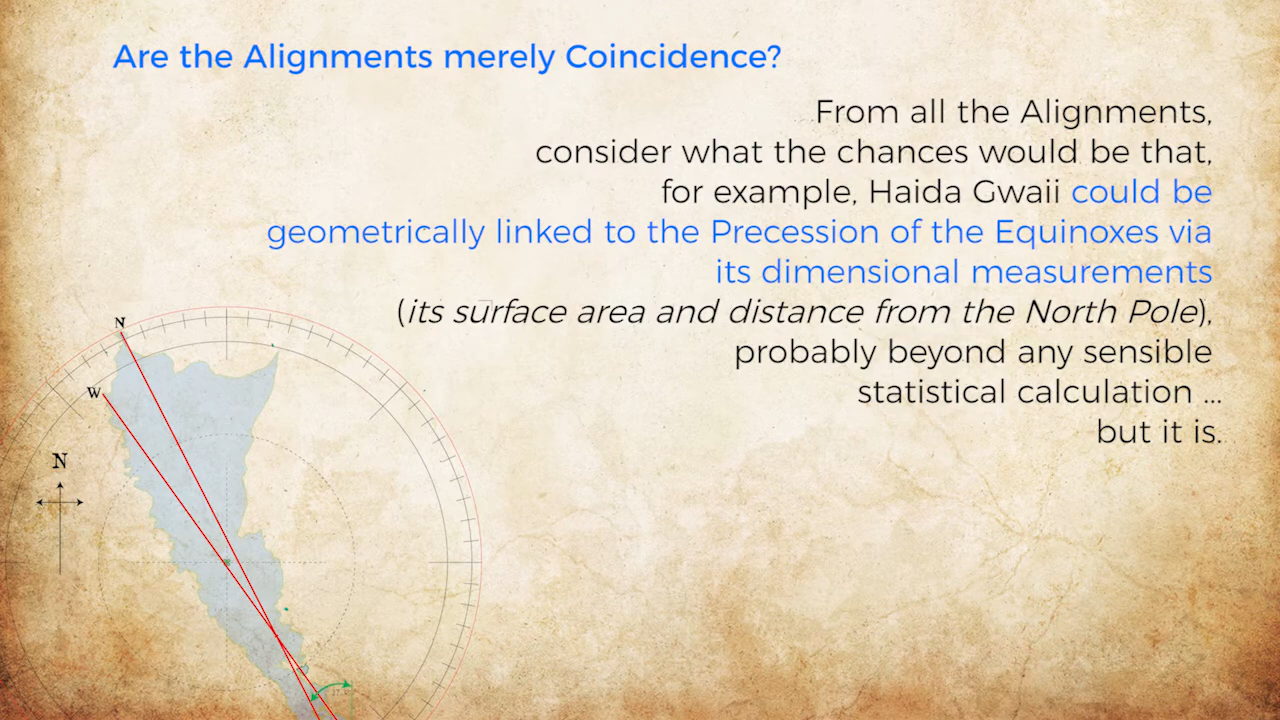 Are the Alignments merely Coincidence?
From all the Alignments,
consider what the chances would be that,
for example, Haida Gwaii could be
geometrically linked to the Precession of the Equinoxes via
its dimensional measurements
(its surface area and distance from the North Pole),
probably beyond any sensible
statistical calculation ...
but it is.
N
W
N